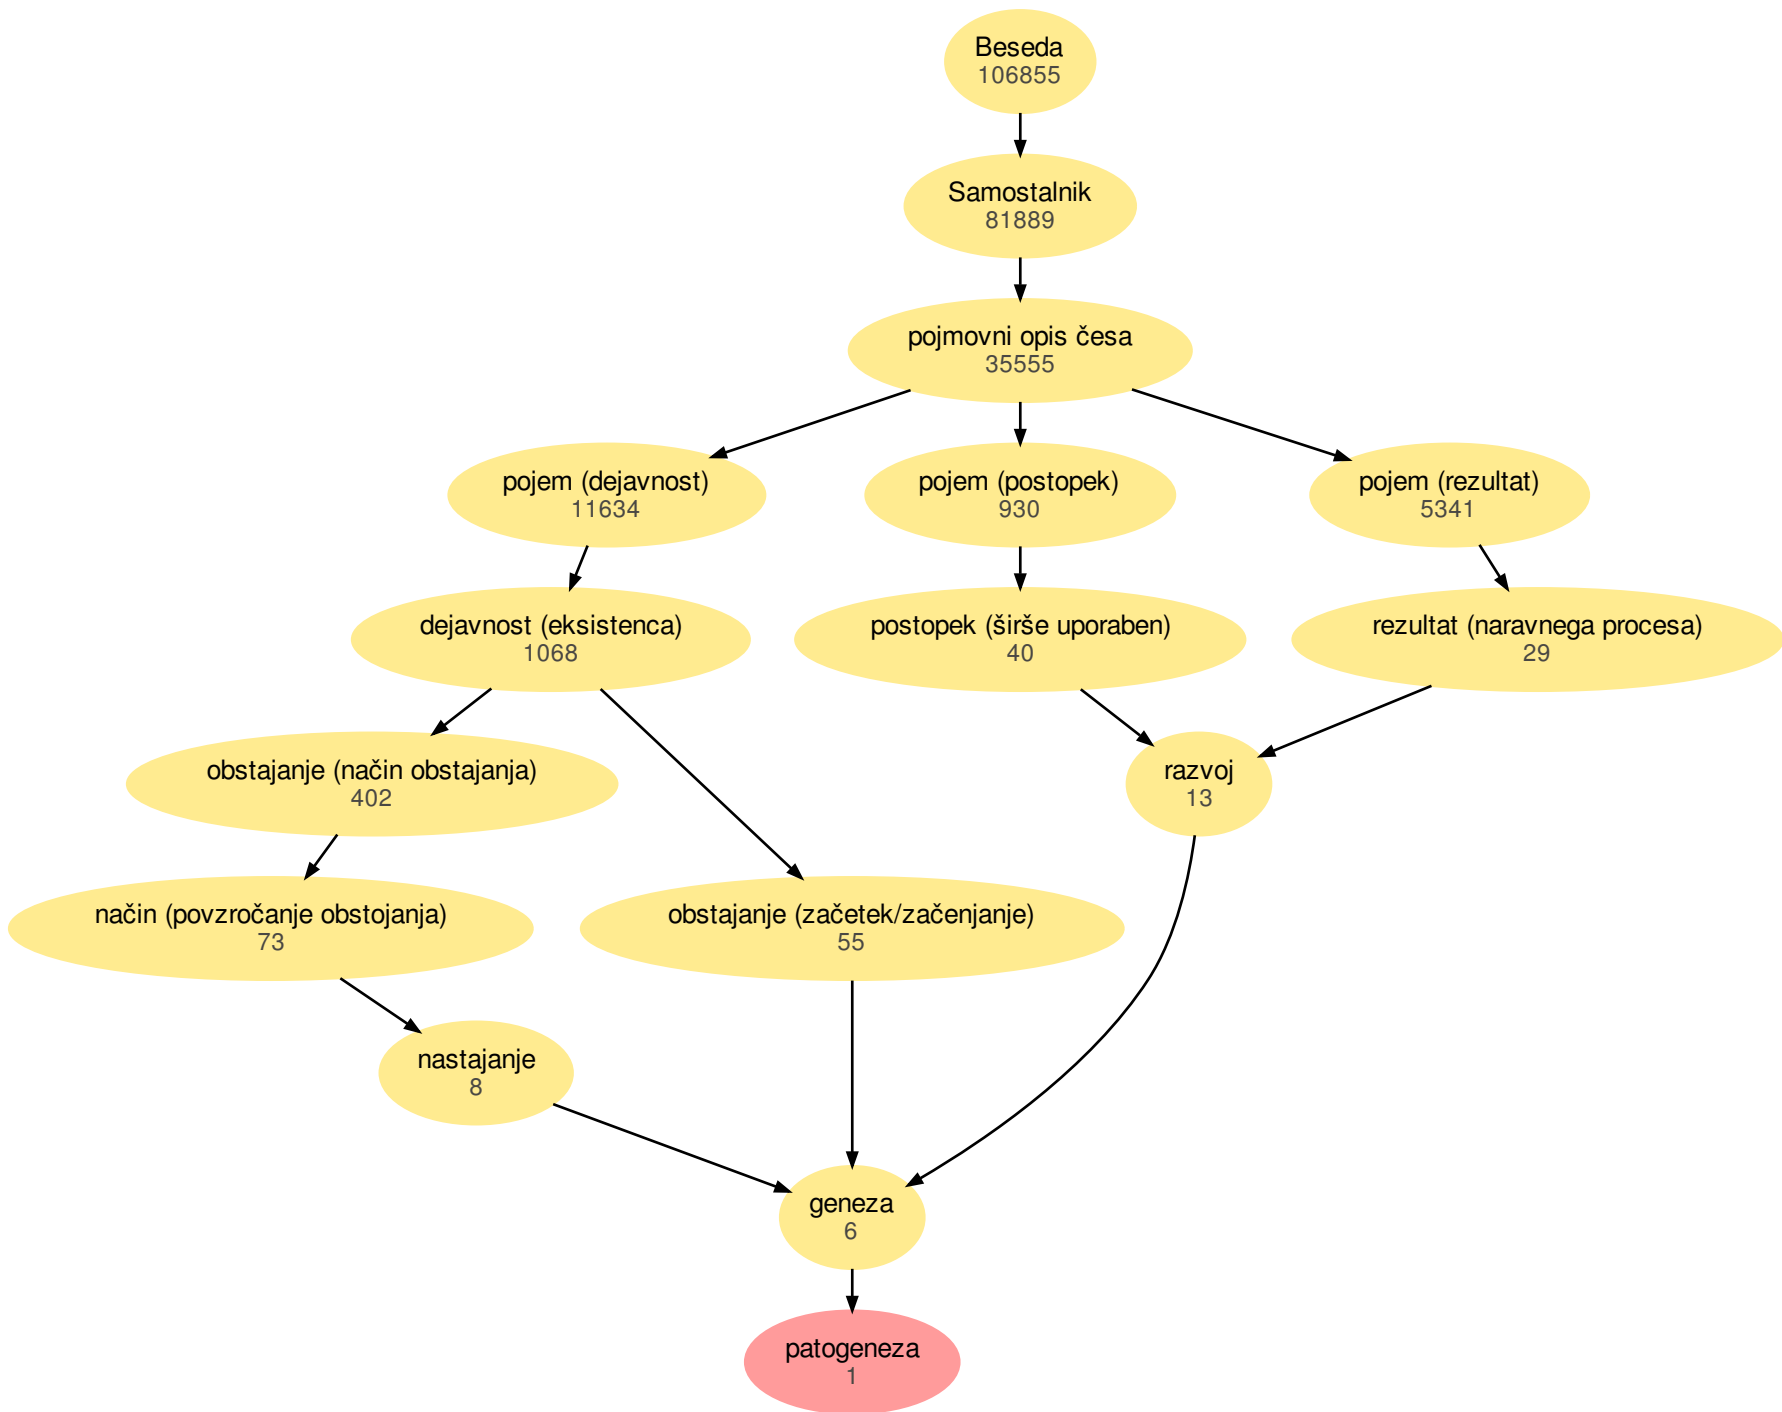 Beseda
106855
Samostalnik
81889
pojmovni opis česa
35555
pojem (dejavnost)
11634
pojem (postopek)
930
pojem (rezultat)
5341
dejavnost (eksistenca)
1068
postopek (širše uporaben)
40
rezultat (naravnega procesa)
29
obstajanje (način obstajanja)
402
razvoj
13
način (povzročanje obstojanja)
73
obstajanje (začetek/začenjanje)
55
nastajanje
8
geneza
6
patogeneza
1